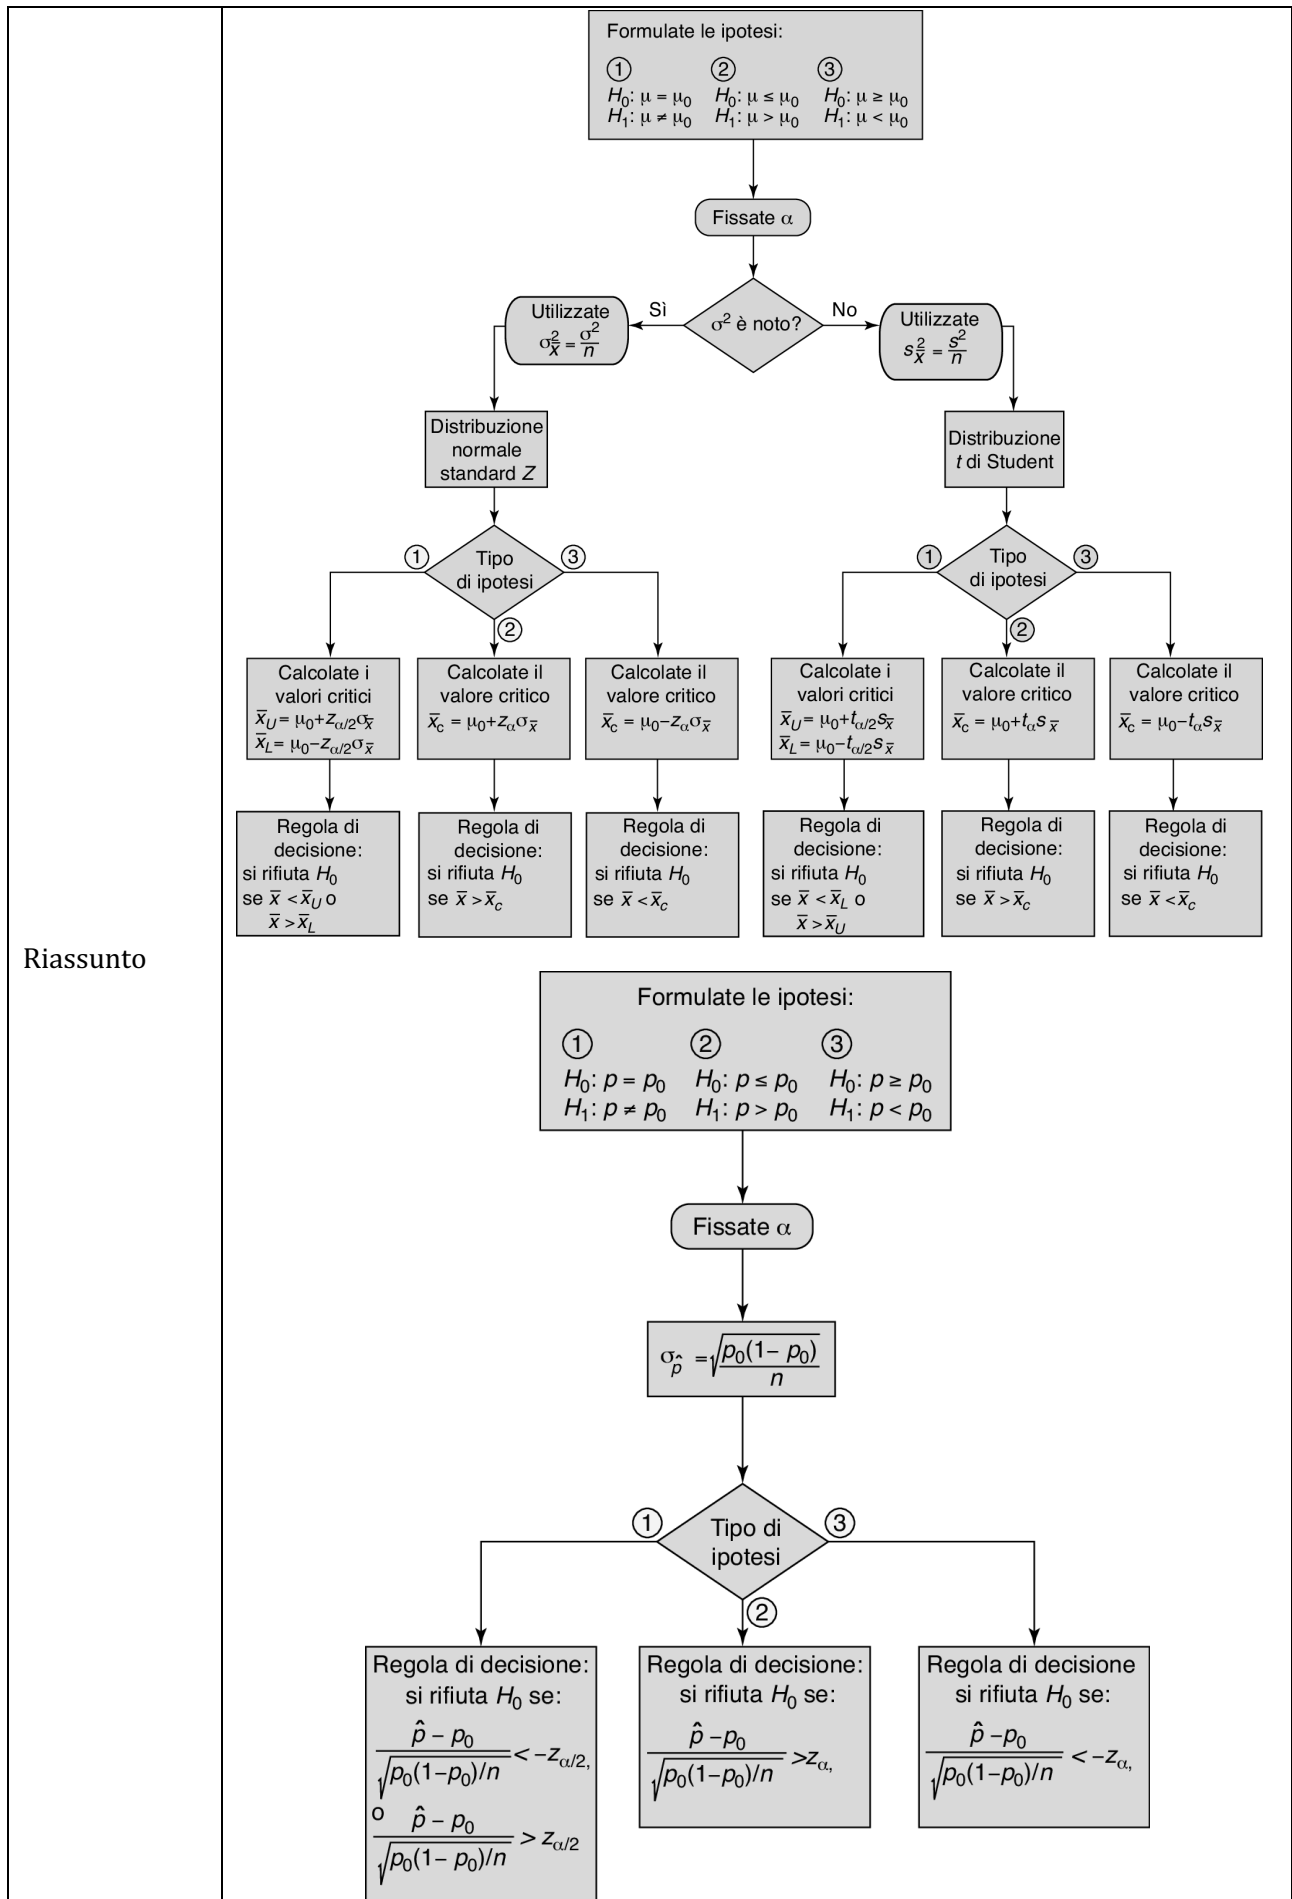 Riassunto
Formulate le ipotesi:
① ② ③
H₀: μ = μ₀ H₀: μ ≤ μ₀ H₀: μ ≥ μ₀
H₁: μ ≠ μ₀ H₁: μ > μ₀ H₁: μ < μ₀
Fissate α
σ² è noto?
Sì
No
Utilizzate
σ²x̅ = σ²/n
Utilizzate
s²x̅ = s²/n
Distribuzione
normale
standard Z
Distribuzione
t di Student
Tipo
di ipotesi
① ② ③
Tipo
di ipotesi
① ② ③
Calcolate i
valori critici
x̅U = μ₀+zα/2σx̅
x̅L = μ₀−zα/2σx̅
Calcolate il
valore critico
x̅c = μ₀+zασx̅
Calcolate il
valore critico
x̅c = μ₀−zασx̅
Calcolate i
valori critici
x̅U = μ₀+tα/2sx̅
x̅L = μ₀−tα/2sx̅
Calcolate il
valore critico
x̅c = μ₀+tαsx̅
Calcolate il
valore critico
x̅c = μ₀−tαsx̅
Regola di
decisione:
si rifiuta H₀
se x̅ < x̅U o
x̅ > x̅L
Regola di
decisione:
si rifiuta H₀
se x̅ > x̅c
Regola di
decisione:
si rifiuta H₀
se x̅ < x̅c
Regola di
decisione:
si rifiuta H₀
se x̅ < x̅L o
x̅ > x̅U
Regola di
decisione:
si rifiuta H₀
se x̅ > x̅c
Regola di
decisione:
si rifiuta H₀
se x̅ < x̅c
Formulate le ipotesi:
① ② ③
H₀: p = p₀ H₀: p ≤ p₀ H₀: p ≥ p₀
H₁: p ≠ p₀ H₁: p > p₀ H₁: p < p₀
Fissate α
σp̂ = √(p₀(1− p₀)/n)
Tipo di
ipotesi
① ② ③
Regola di decisione:
si rifiuta H₀ se:
(p̂ − p₀)/√(p₀(1−p₀)/n) < −zα/2,
o (p̂ − p₀)/√(p₀(1− p₀)/n) > zα/2
Regola di decisione:
si rifiuta H₀ se:
(p̂ −p₀)/√(p₀(1−p₀)/n) >zα,
Regola di decisione
si rifiuta H₀ se:
(p̂ −p₀)/√(p₀(1−p₀)/n) < −zα,